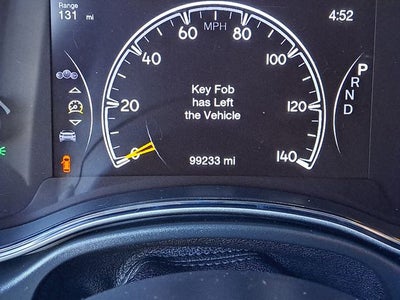 Range
131 mi
4:52
MPH
0
20
40
60
80
100
120
140
Key Fob
has Left
the Vehicle
P
R
N
D
99233 mi